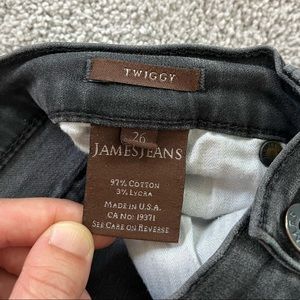 TWIGGY
26
JAMESJEANS
97% COTTON
3% LYCRA
MADE IN U.S.A.
CA NO: 19371
SEE CARE ON REVERSE